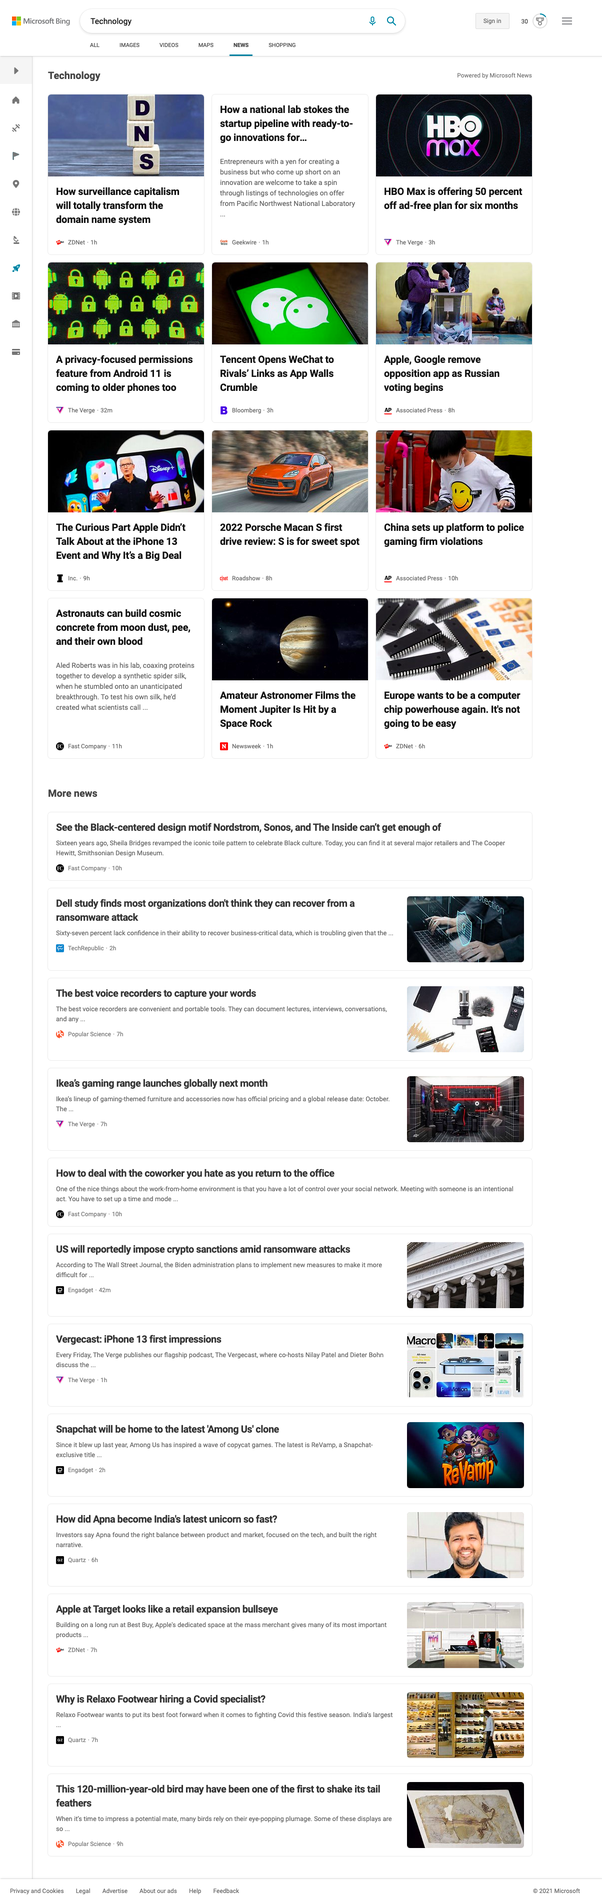 Microsoft Bing
Technology
Sign in
30
ALL
IMAGES
VIDEOS
MAPS
NEWS
SHOPPING
Technology
Powered by Microsoft News
D
N
S
How surveillance capitalism
will totally transform the
domain name system
ZDNet · 1h
How a national lab stokes the
startup pipeline with ready-to-
go innovations for...
Entrepreneurs with a yen for creating a
business but who come up short on an
innovation are welcome to take a spin
through listings of technologies on offer
from Pacific Northwest National Laboratory
...
Geekwire · 1h
HBO
max
HBO Max is offering 50 percent
off ad-free plan for six months
The Verge · 3h
A privacy-focused permissions
feature from Android 11 is
coming to older phones too
The Verge · 32m
Tencent Opens WeChat to
Rivals' Links as App Walls
Crumble
Bloomberg · 3h
Apple, Google remove
opposition app as Russian
voting begins
Associated Press · 8h
Disney+
The Curious Part Apple Didn't
Talk About at the iPhone 13
Event and Why It's a Big Deal
Inc. · 9h
2022 Porsche Macan S first
drive review: S is for sweet spot
Roadshow · 8h
China sets up platform to police
gaming firm violations
Associated Press · 10h
Astronauts can build cosmic
concrete from moon dust, pee,
and their own blood
Aled Roberts was in his lab, coaxing proteins
together to develop a synthetic spider silk,
when he stumbled onto an unanticipated
breakthrough. To test his own silk, he'd
created what scientists call ...
Fast Company · 11h
Amateur Astronomer Films the
Moment Jupiter Is Hit by a
Space Rock
Newsweek · 1h
Europe wants to be a computer
chip powerhouse again. It's not
going to be easy
ZDNet · 6h
More news
See the Black-centered design motif Nordstrom, Sonos, and The Inside can't get enough of
Sixteen years ago, Sheila Bridges revamped the iconic toile pattern to celebrate Black culture. Today, you can find it at several major retailers and The Cooper
Hewitt, Smithsonian Design Museum.
Fast Company · 10h
Dell study finds most organizations don't think they can recover from a
ransomware attack
Sixty-seven percent lack confidence in their ability to recover business-critical data, which is troubling given that the ...
TechRepublic · 2h
The best voice recorders to capture your words
The best voice recorders are convenient and portable tools. They can document lectures, interviews, conversations,
and any ...
Popular Science · 7h
Ikea's gaming range launches globally next month
Ikea's lineup of gaming-themed furniture and accessories now has official pricing and a global release date: October.
The ...
The Verge · 7h
How to deal with the coworker you hate as you return to the office
One of the nice things about the work-from-home environment is that you have a lot of control over your social network. Meeting with someone is an intentional
act. You have to set up a time and mode ...
Fast Company · 10h
US will reportedly impose crypto sanctions amid ransomware attacks
According to The Wall Street Journal, the Biden administration plans to implement new measures to make it more
difficult for ...
Engadget · 42m
Vergecast: iPhone 13 first impressions
Every Friday, The Verge publishes our flagship podcast, The Vergecast, where co-hosts Nilay Patel and Dieter Bohn
discuss the ...
The Verge · 1h
Macro
Snapchat will be home to the latest 'Among Us' clone
Since it blew up last year, Among Us has inspired a wave of copycat games. The latest is ReVamp, a Snapchat-
exclusive title ...
Engadget · 2h
ReVamp
How did Apna become India's latest unicorn so fast?
Investors say Apna found the right balance between product and market, focused on the tech, and built the right
narrative.
Quartz · 6h
Apple at Target looks like a retail expansion bullseye
Building on a long run at Best Buy, Apple's dedicated space at the mass merchant gives many of its most important
products ...
ZDNet · 7h
mini
Why is Relaxo Footwear hiring a Covid specialist?
Relaxo Footwear wants to put its best foot forward when it comes to fighting Covid this festive season. India's largest
...
Quartz · 7h
This 120-million-year-old bird may have been one of the first to shake its tail
feathers
When it's time to impress a potential mate, many birds rely on their eye-popping plumage. Some of these displays are
so ...
Popular Science · 9h
Privacy and Cookies
Legal
Advertise
About our ads
Help
Feedback
© 2021 Microsoft